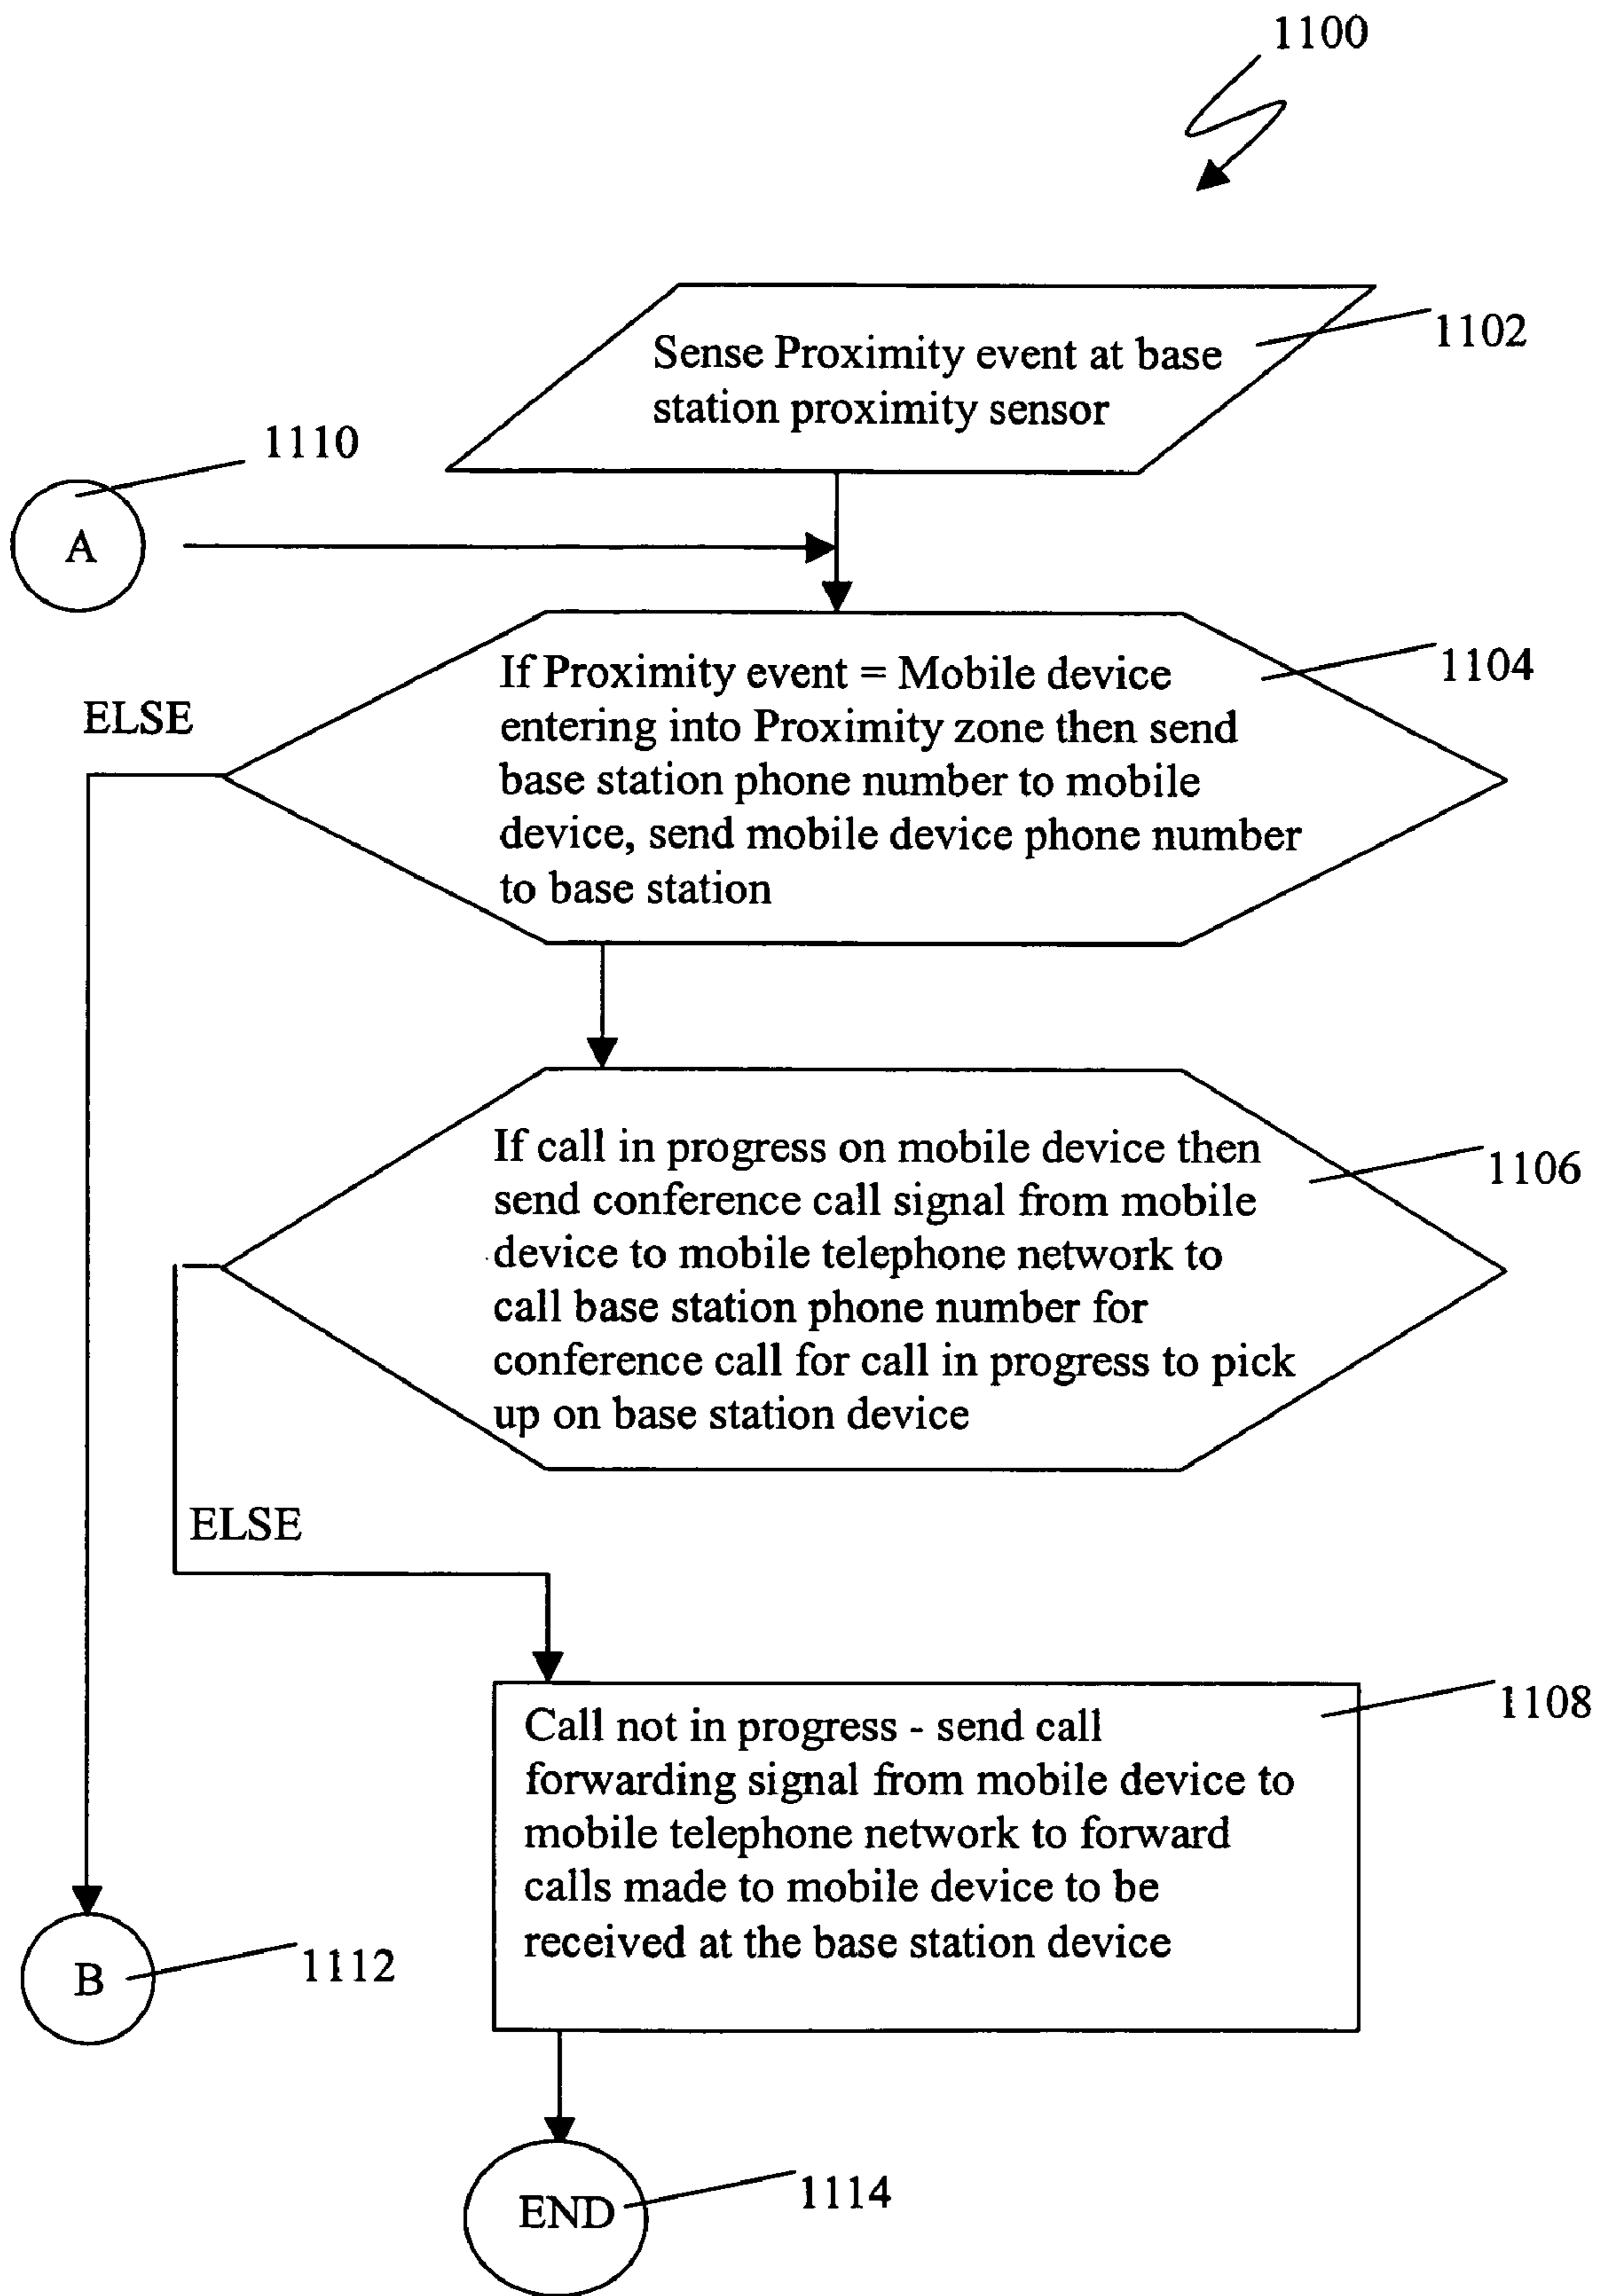 1100
Sense Proximity event at base
station proximity sensor
1102
1110
A
If Proximity event = Mobile device
entering into Proximity zone then send
base station phone number to mobile
device, send mobile device phone number
to base station
1104
ELSE
If call in progress on mobile device then
send conference call signal from mobile
device to mobile telephone network to
call base station phone number for
conference call for call in progress to pick
up on base station device
1106
ELSE
Call not in progress - send call
forwarding signal from mobile device to
mobile telephone network to forward
calls made to mobile device to be
received at the base station device
1108
B
1112
END
1114